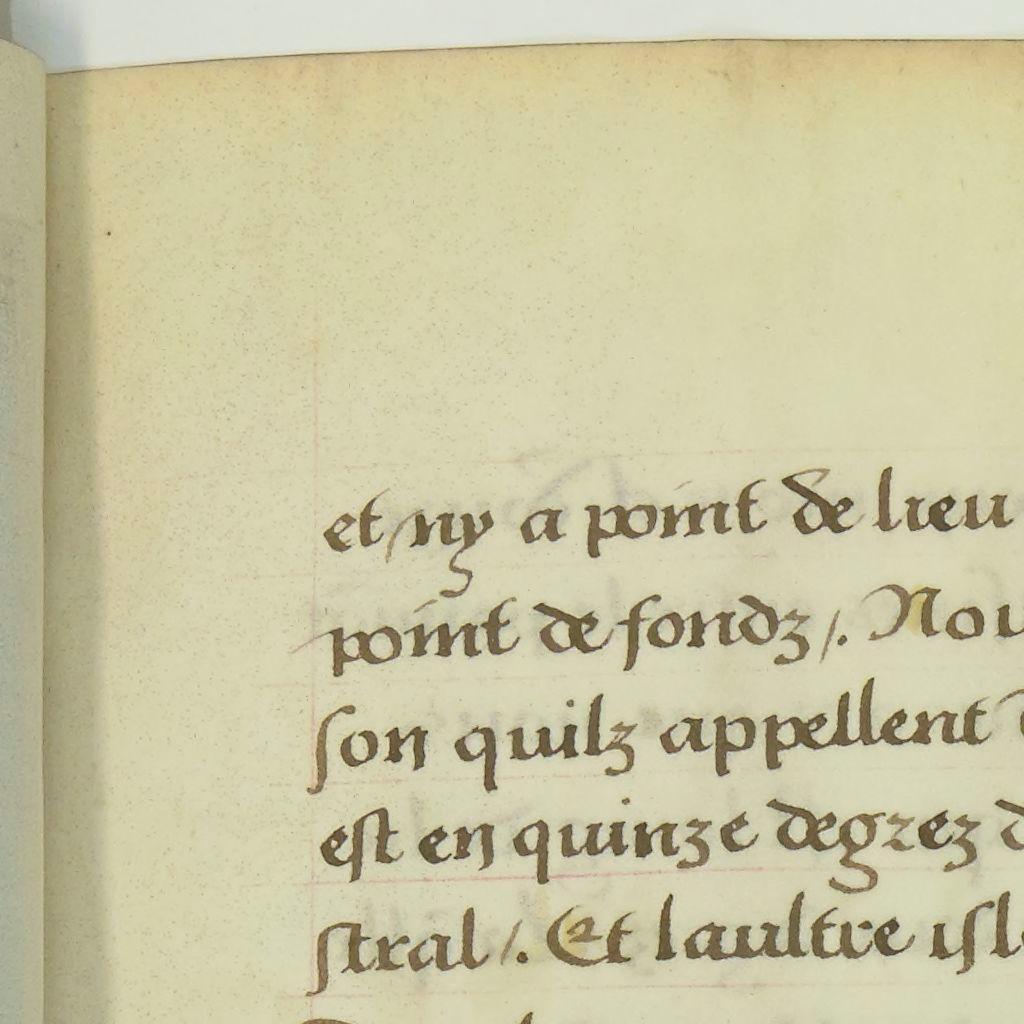 et ny a point de lieu
point de fondz /. Nou
son quilz appellent
est en quinze degrez d
stral /. Et laultre isl